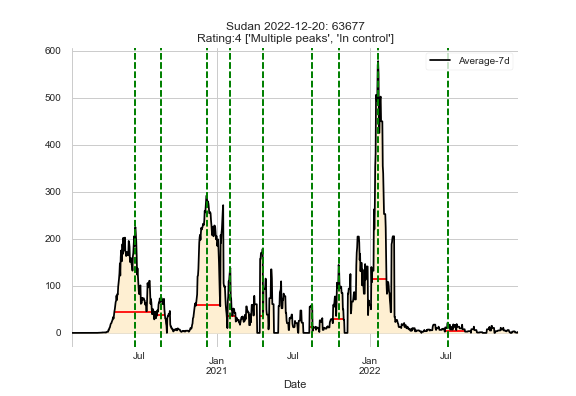 Sudan 2022-12-20: 63677
Rating:4 ['Multiple peaks', 'In control']
Average-7d
600
500
400
300
200
100
0
Jul
Jan
2021
Jul
Jan
2022
Jul
Date